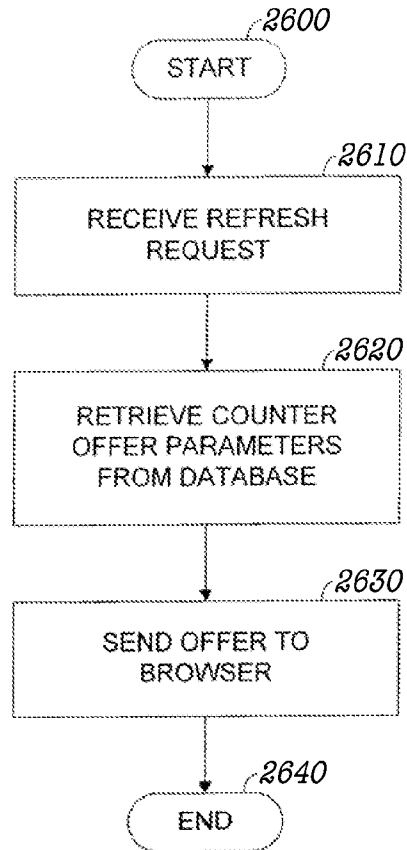 2600
START
2610
RECEIVE REFRESH
REQUEST
2620
RETRIEVE COUNTER
OFFER PARAMETERS
FROM DATABASE
2630
SEND OFFER TO
BROWSER
2640
END